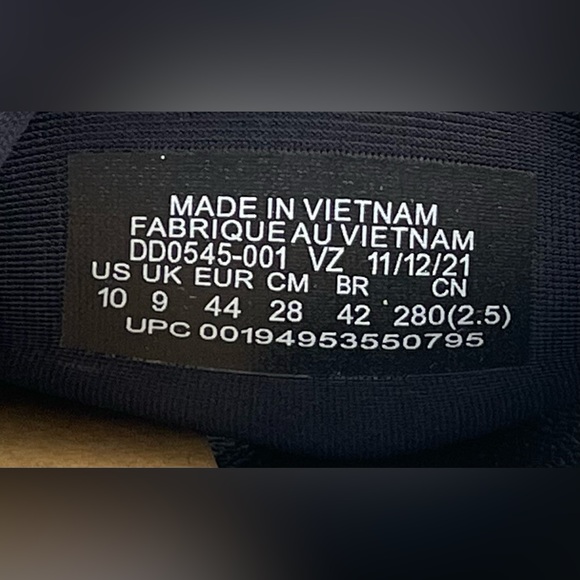 MADE IN VIETNAM
FABRIQUE AU VIETNAM
DD0545-001 VZ 11/12/21
US UK EUR CM BR CN
10 9 44 28 42 280(2.5)
UPC 00194953550795